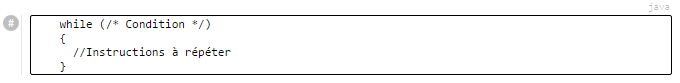 java
#
while (/* Condition */)
{
//Instructions à répéter
}